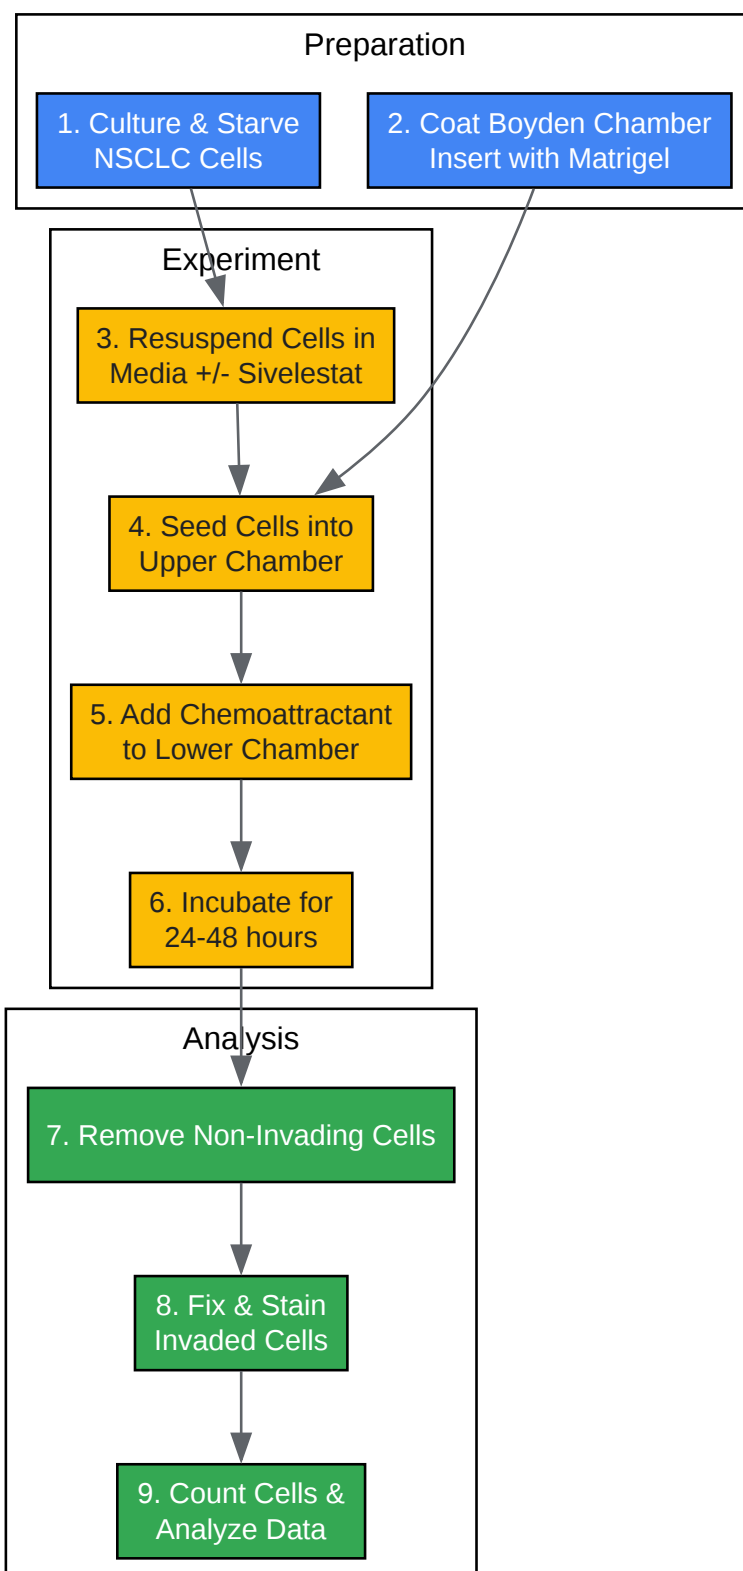 Preparation
1. Culture & Starve
NSCLC Cells
2. Coat Boyden Chamber
Insert with Matrigel
Experiment
3. Resuspend Cells in
Media +/- Sivelestat
4. Seed Cells into
Upper Chamber
5. Add Chemoattractant
to Lower Chamber
6. Incubate for
24-48 hours
Analysis
7. Remove Non-Invading Cells
8. Fix & Stain
Invaded Cells
9. Count Cells &
Analyze Data